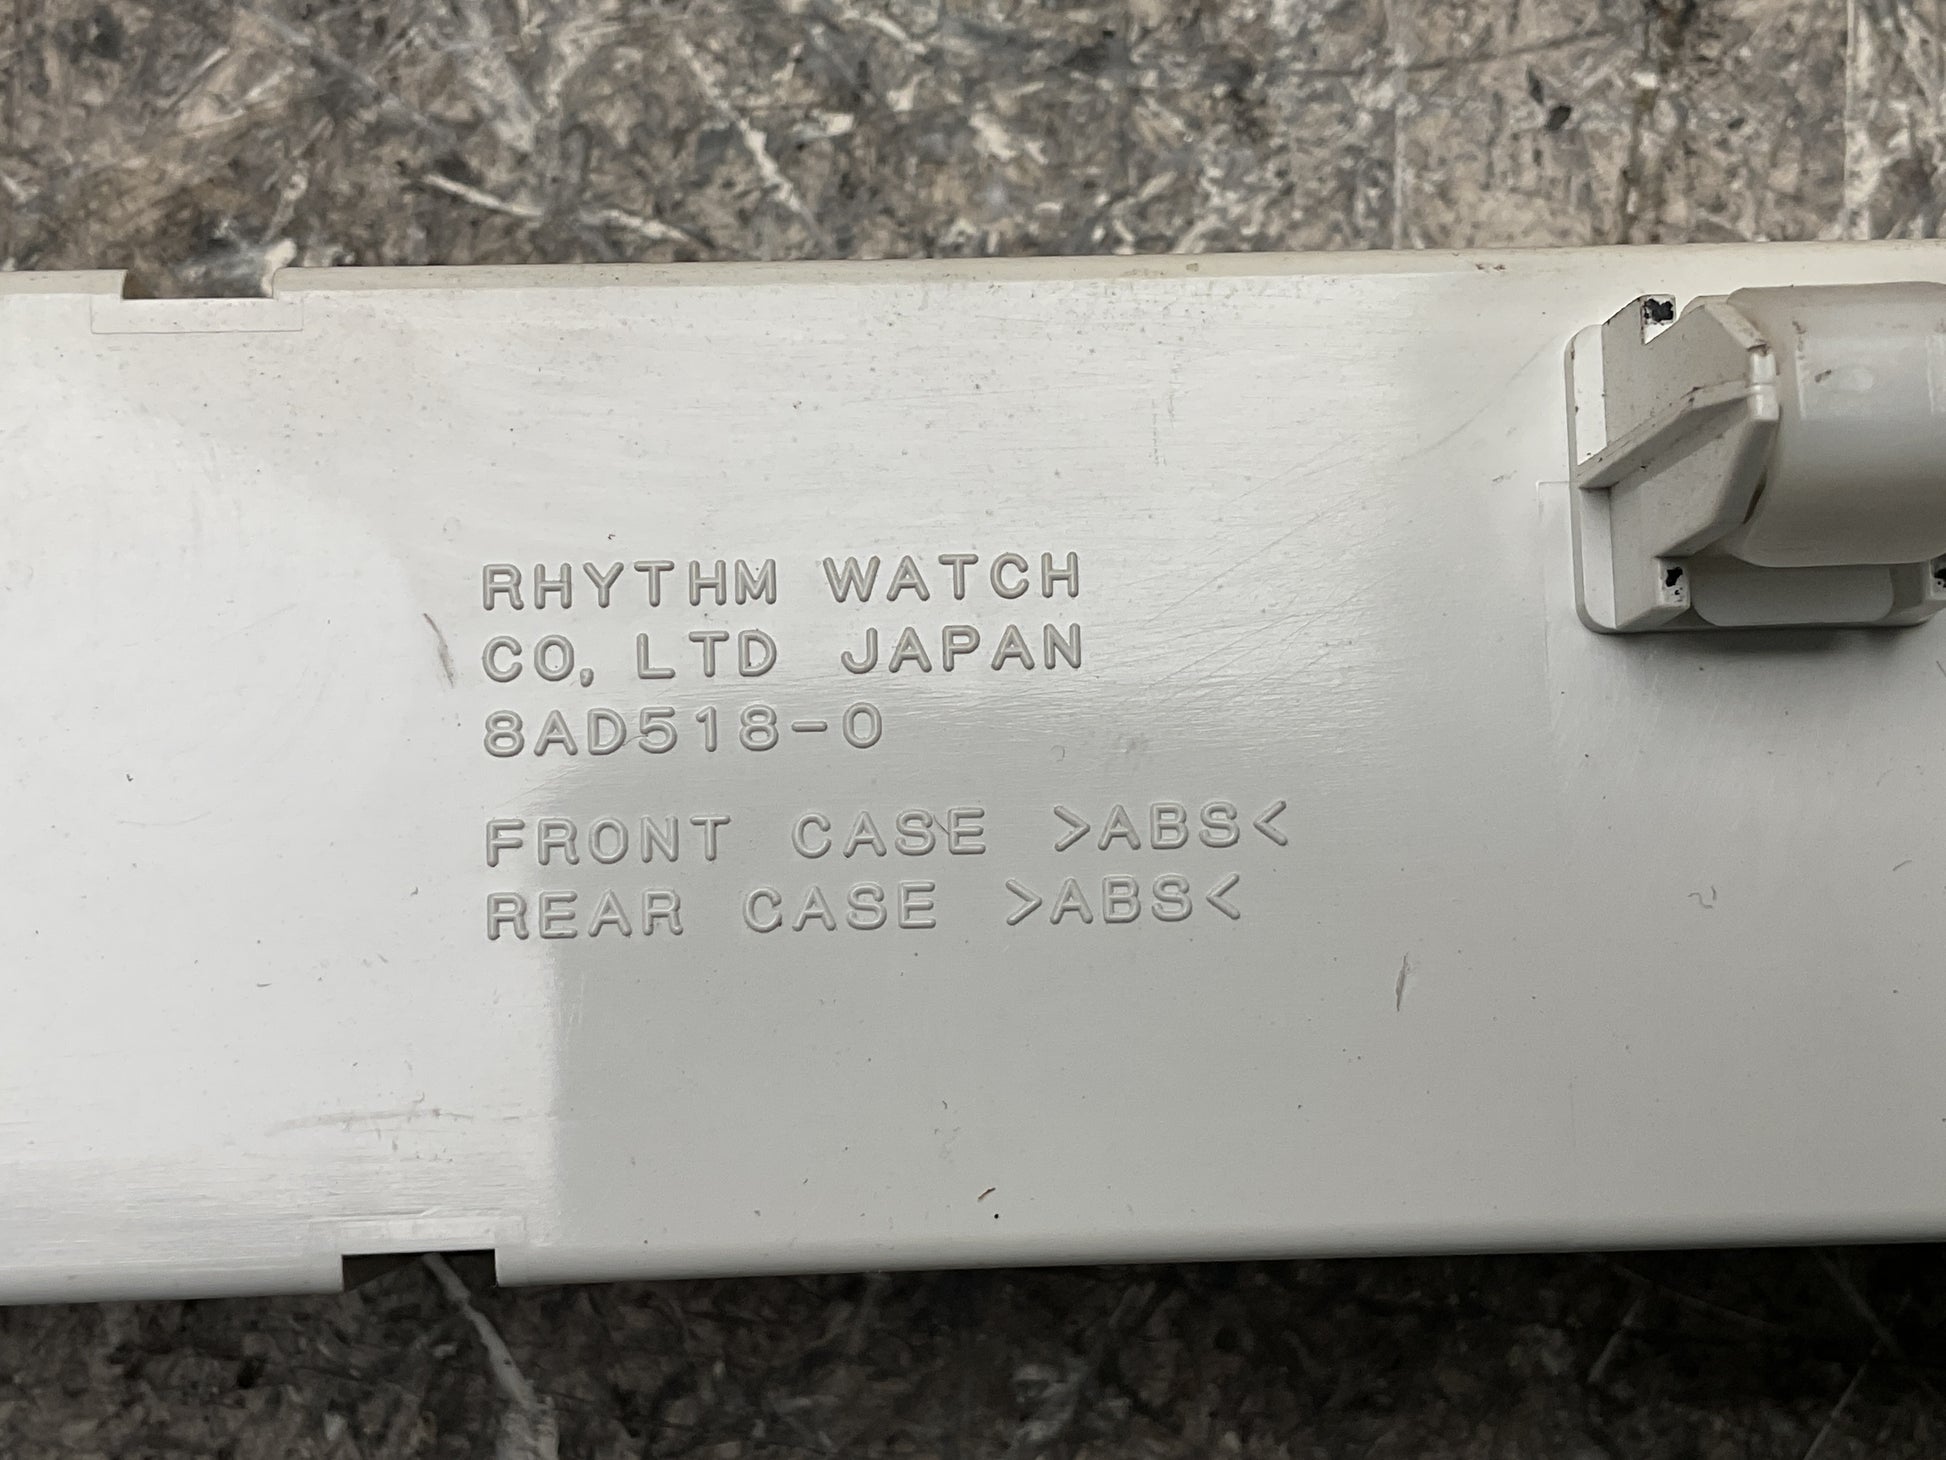 RHYTHM WATCH
CO, LTD JAPAN
8AD518-0
FRONT CASE >ABS<
REAR CASE >ABS<